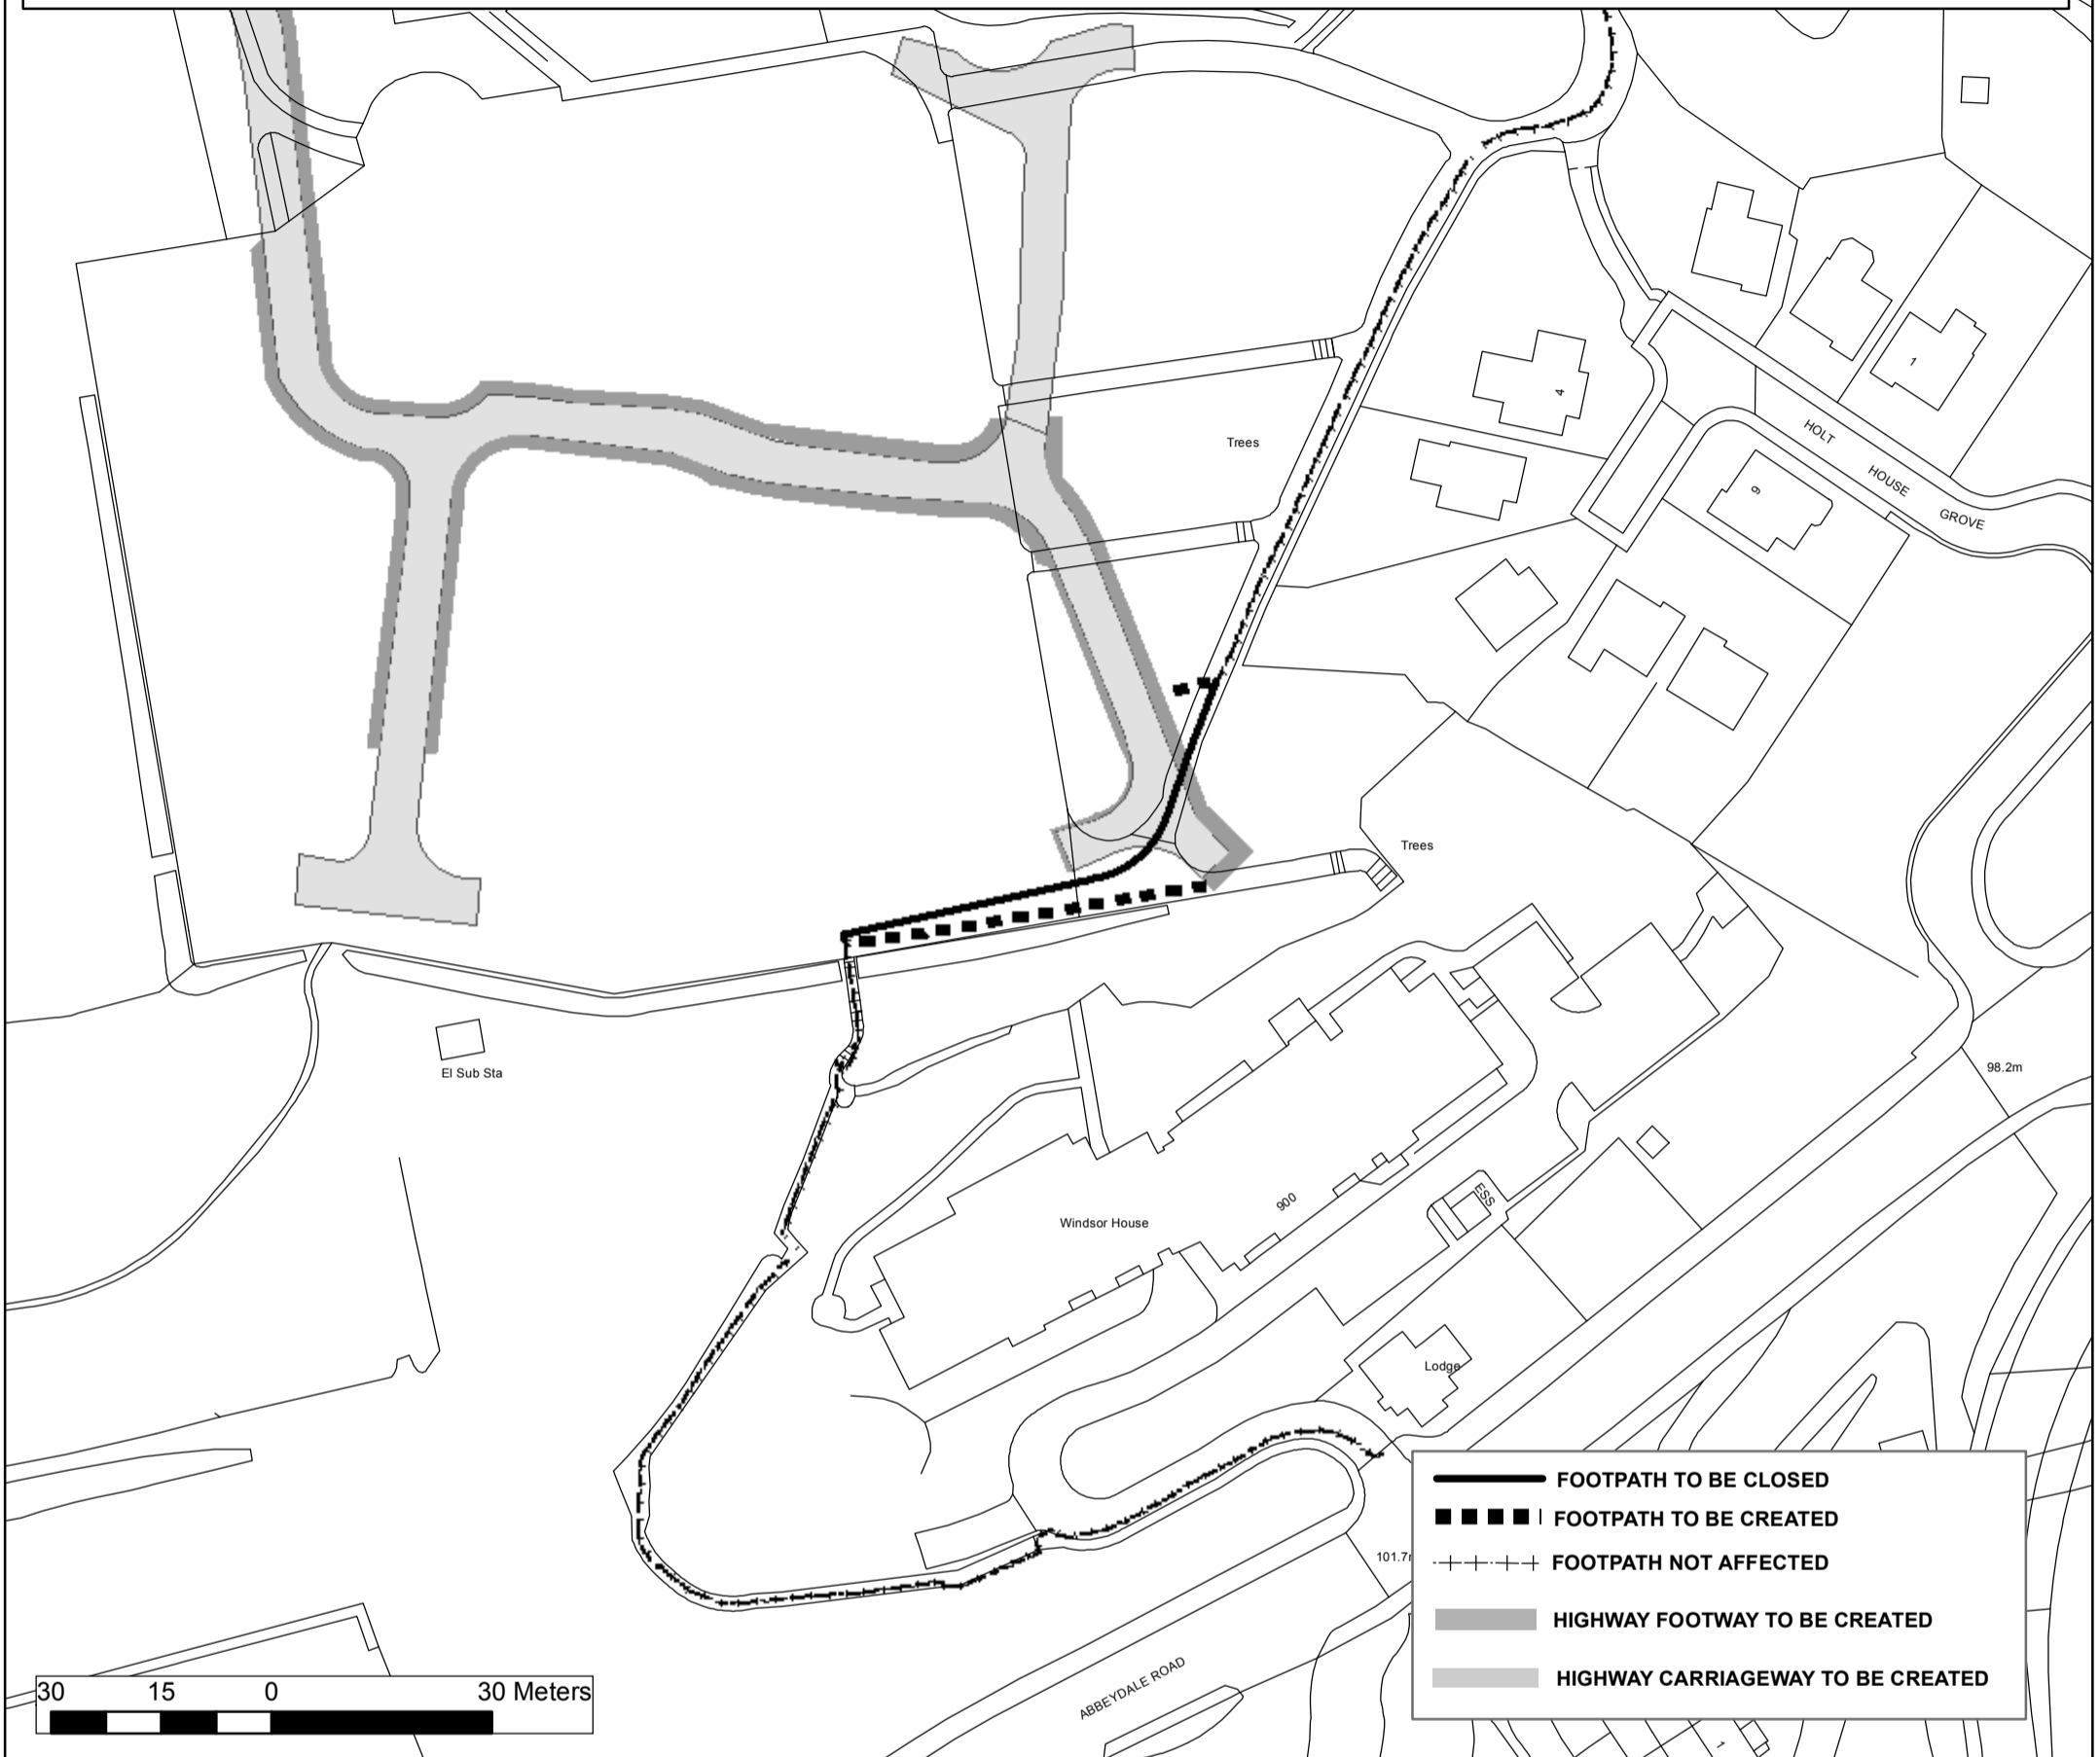 1
4
HOLT
HOUSE
GROVE
Trees
9
Trees
98.2m
El Sub Sta
ESS
900
Windsor House
Lodge
FOOTPATH TO BE CLOSED
FOOTPATH TO BE CREATED
FOOTPATH NOT AFFECTED
101.7m
HIGHWAY FOOTWAY TO BE CREATED
HIGHWAY CARRIAGEWAY TO BE CREATED
ABBEYDALE ROAD
30 15 0 30 Meters
1